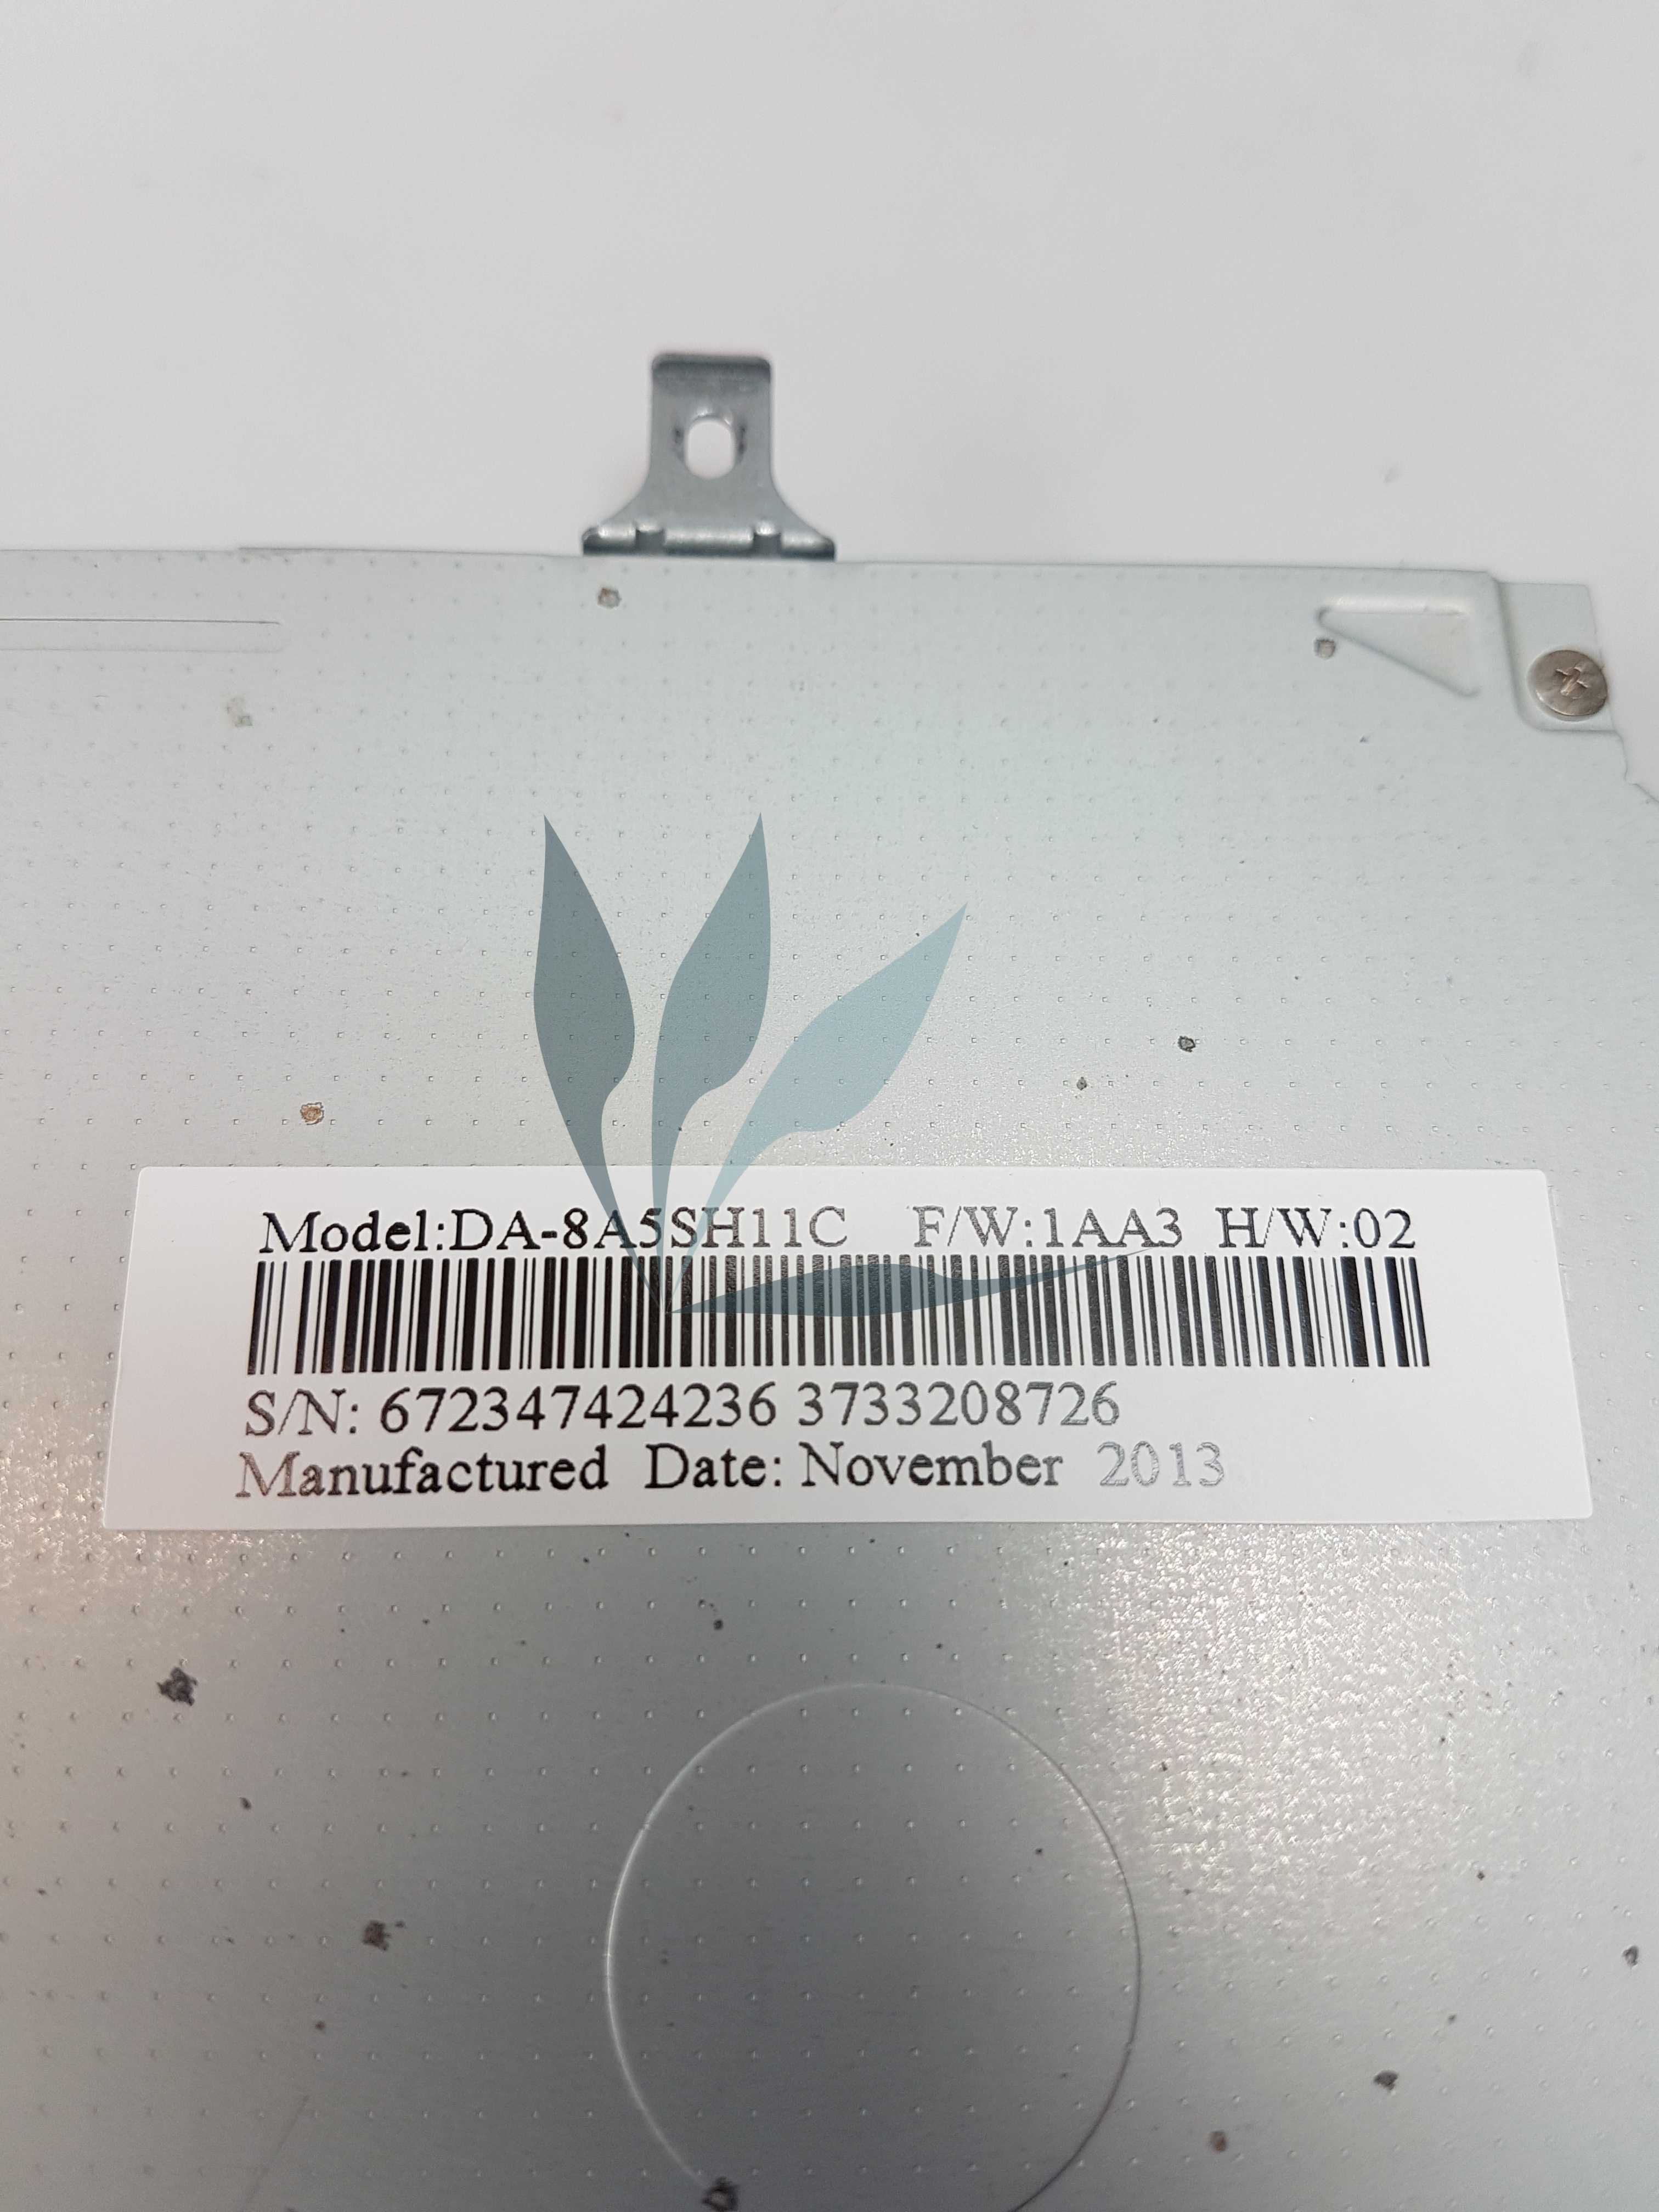 Model:DA-8A5SH11C F/W:1AA3 H/W:02
S/N: 672347424236 3733208726
Manufactured Date: November 2013